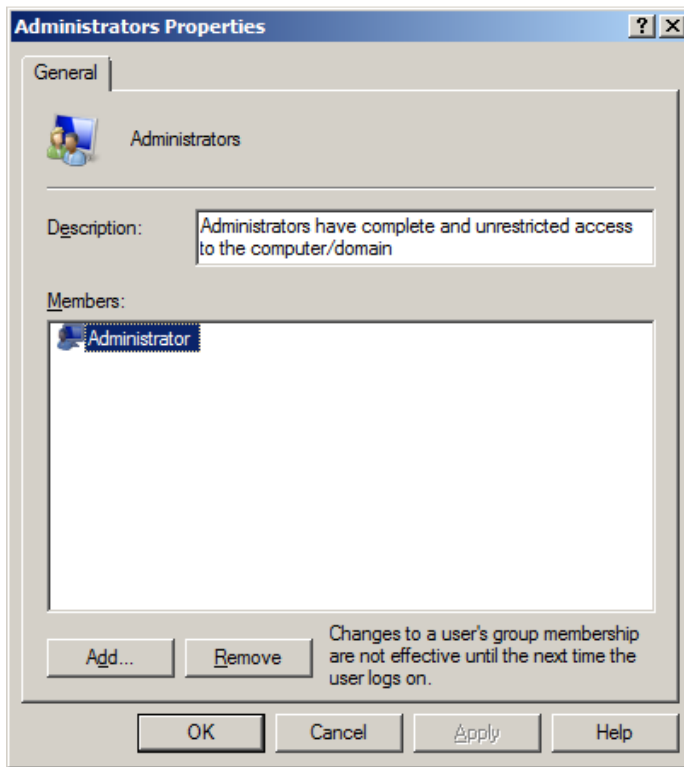 Administrators Properties
General
Administrators
Description:
Administrators have complete and unrestricted access
to the computer/domain
Members:
Administrator
Add...
Remove
Changes to a user's group membership
are not effective until the next time the
user logs on.
OK
Cancel
Apply
Help